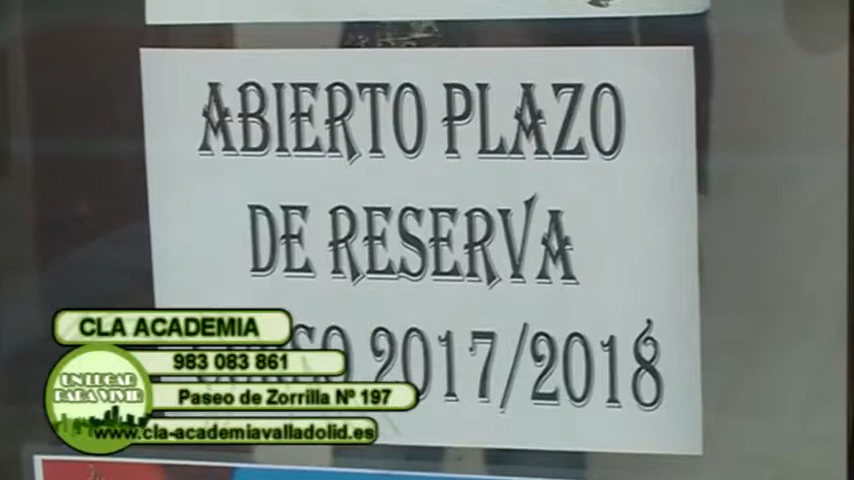 ABIERTO PLAZO
DE RESERVA
CURSO 2017/2018
CLA ACADEMIA
983 083 861
Paseo de Zorrilla Nº 197
www.cla-academiavalladolid.es
UN LUGAR
PARA VIVIR